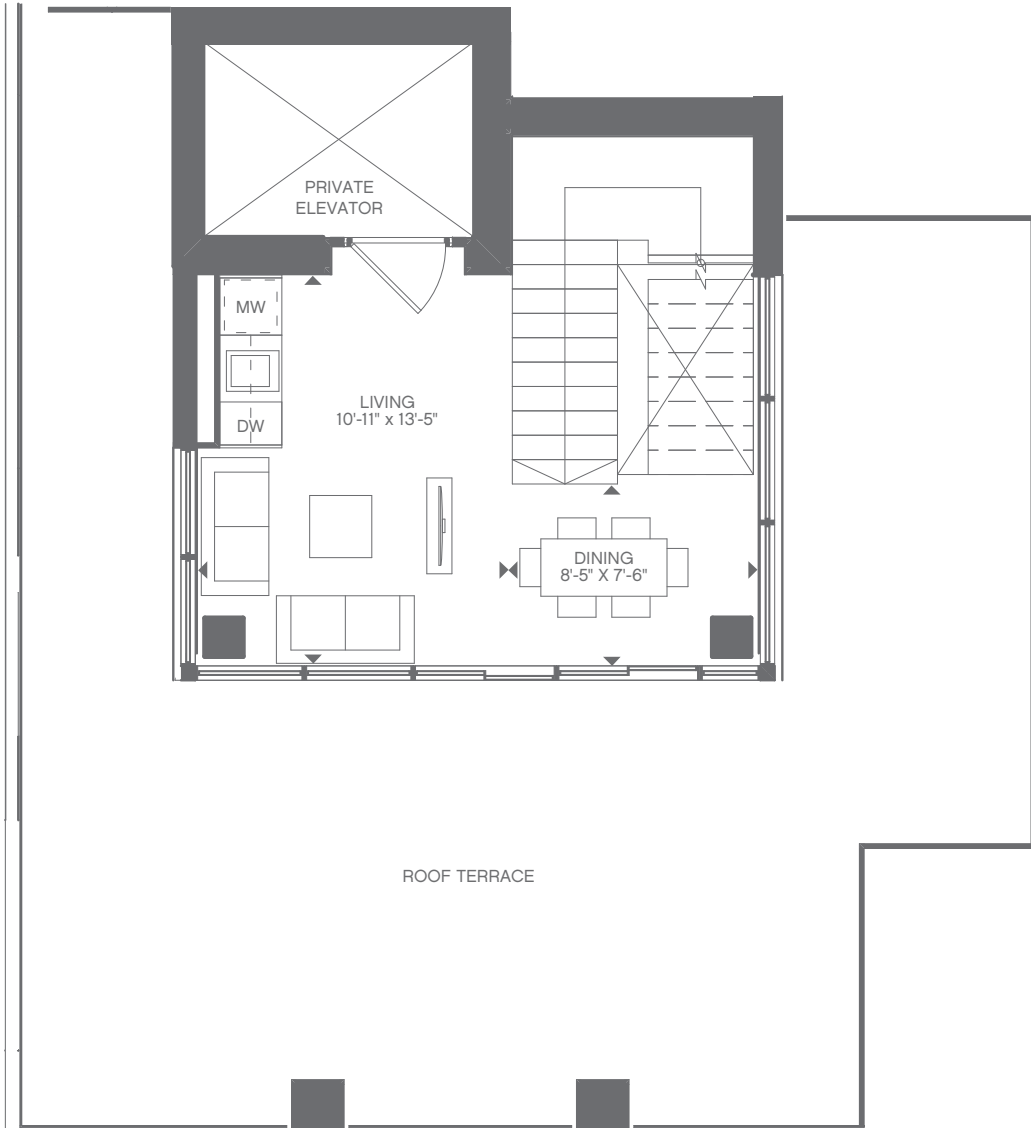 PRIVATE
ELEVATOR
MW
LIVING
10'-11" x 13'-5"
DW
DINING
8'-5" X 7'-6"
ROOF TERRACE